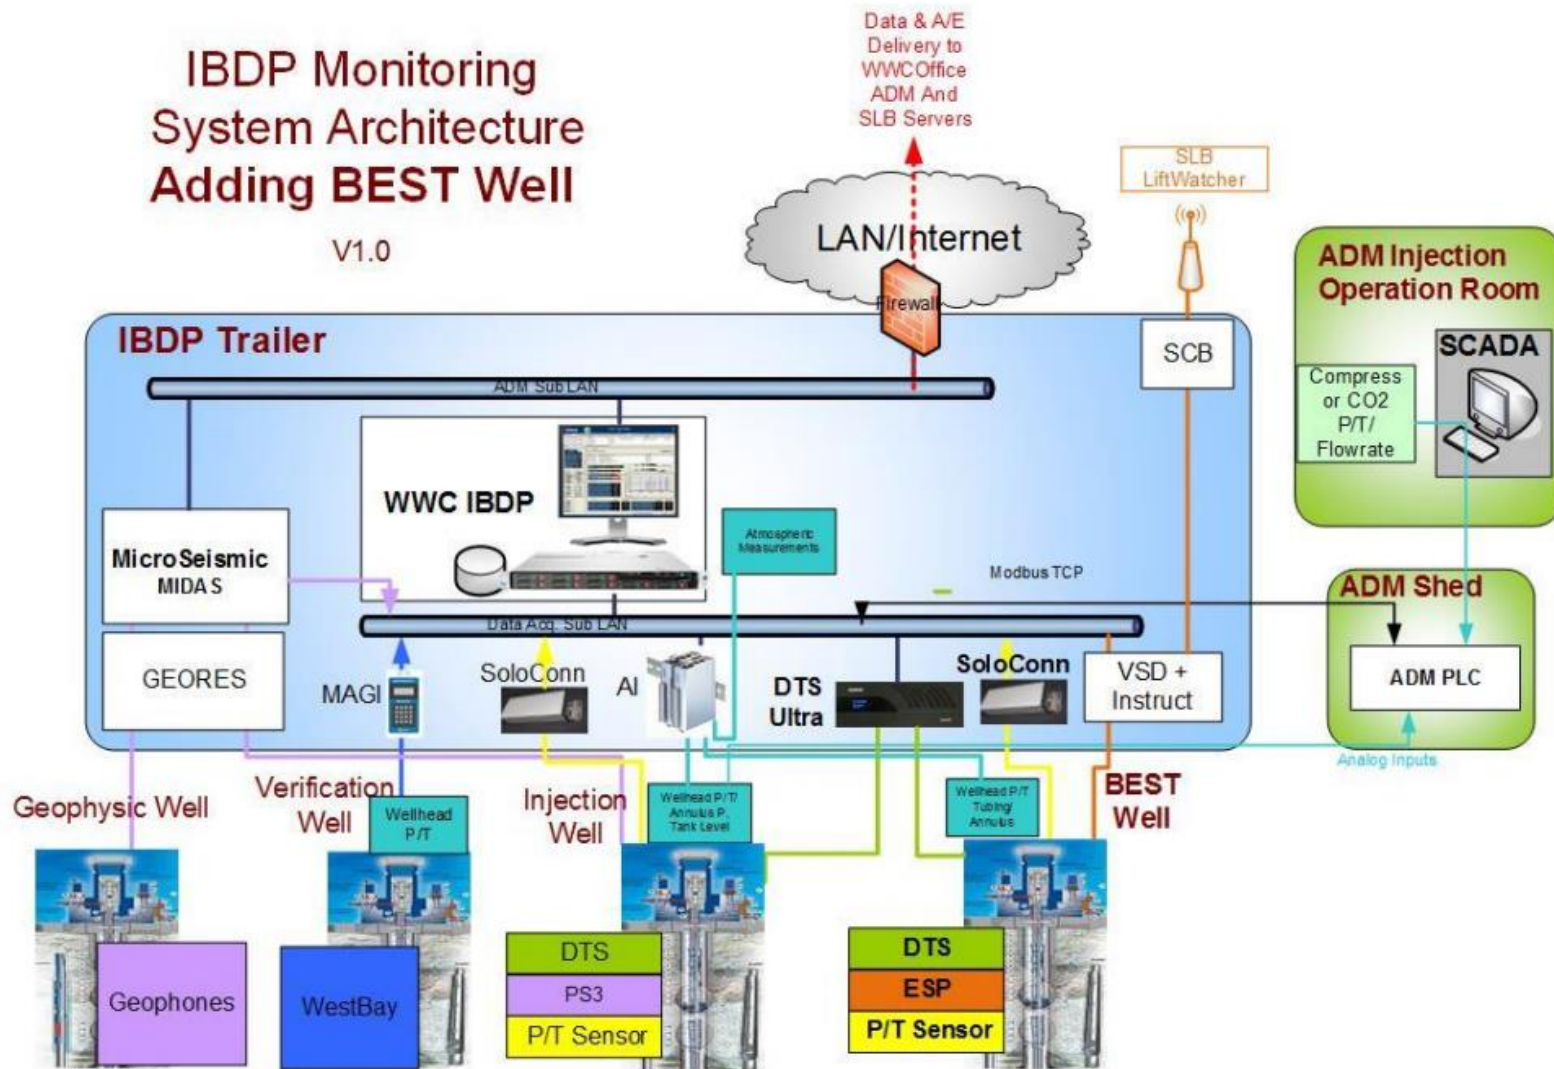 IBDP Monitoring
System Architecture
Adding BEST Well
V1.0
Data & A/E
Delivery to
WWCOffice
ADM And
SLB Servers
SLB
LiftWatcher
LAN/Internet
Firewall
ADM Injection
Operation Room
SCADA
Compress
or CO2
P/T/
Flowrate
IBDP Trailer
SCB
ADM Sub LAN
WWC IBDP
Atmospheric
Measurements
MicroSeismic
MIDAS
Modbus TCP
ADM Shed
Data Acq. Sub LAN
GEORES
MAGI
SoloConn
AI
DTS
Ultra
SoloConn
VSD +
Instruct
ADM PLC
Analog Inputs
Geophysic Well
Verification
Well
Wellhead
P/T
Injection
Well
Wellhead P/T/
Annulus P,
Tank Level
Wellhead P/T
Tubing/
Annulus
BEST
Well
Geophones
WestBay
DTS
PS3
P/T Sensor
DTS
ESP
P/T Sensor